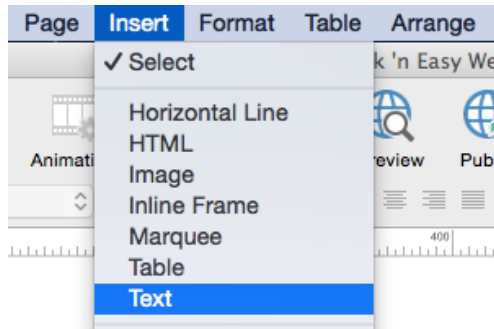 Page Insert Format Table Arrange
✓ Select
k 'n Easy We
Horizontal Line
HTML
Animati
eview
Pub
Image
Inline Frame
Marquee
400
Table
Text